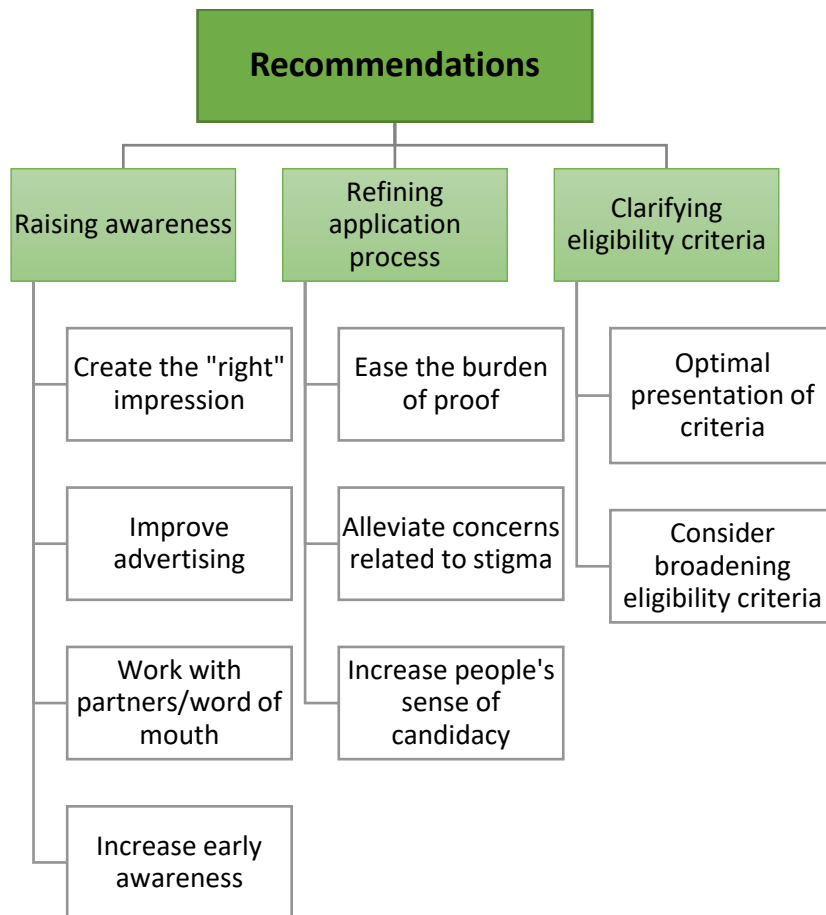 Recommendations
Raising awareness
Create the "right"
impression
Improve
advertising
Work with
partners/word of
mouth
Increase early
awareness
Refining
application
process
Ease the burden
of proof
Alleviate concerns
related to stigma
Increase people's
sense of
candidacy
Clarifying
eligibility criteria
Optimal
presentation of
criteria
Consider
broadening
eligibility criteria